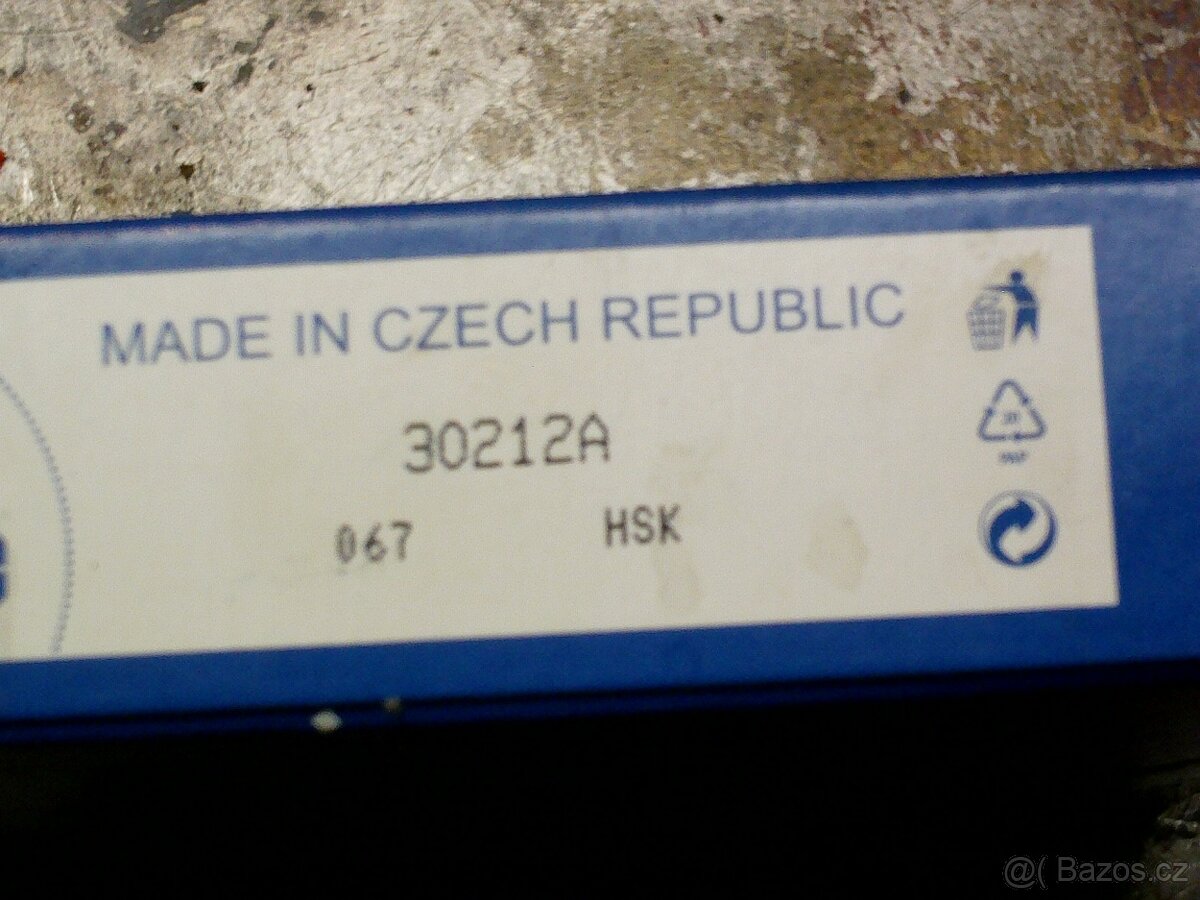 MADE IN CZECH REPUBLIC
30212A
067 HSK
@( Bazos.cz